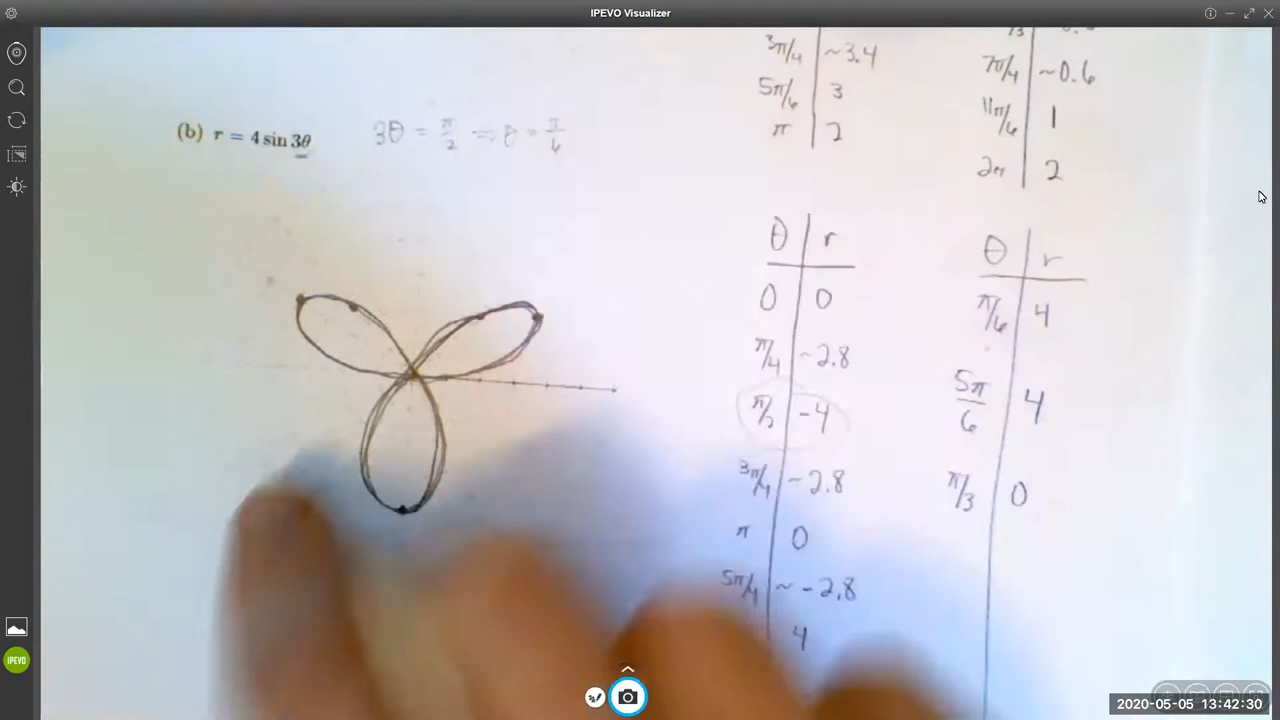 IPEVO Visualizer
3π/4 ~3.4
5π/6 3
π 2
7π/4 ~0.6
11π/6 1
2π 2
(b) r = 4 sin 3θ
3θ = π/2 ⇒ θ = π/6
θ r
0 0
π/4 ~2.8
π/2 -4
3π/4 ~2.8
π 0
5π/4 ~ -2.8
4
θ r
π/6 4
5π/6 4
π/3 0
IPEVO
2020-05-05 13:42:30